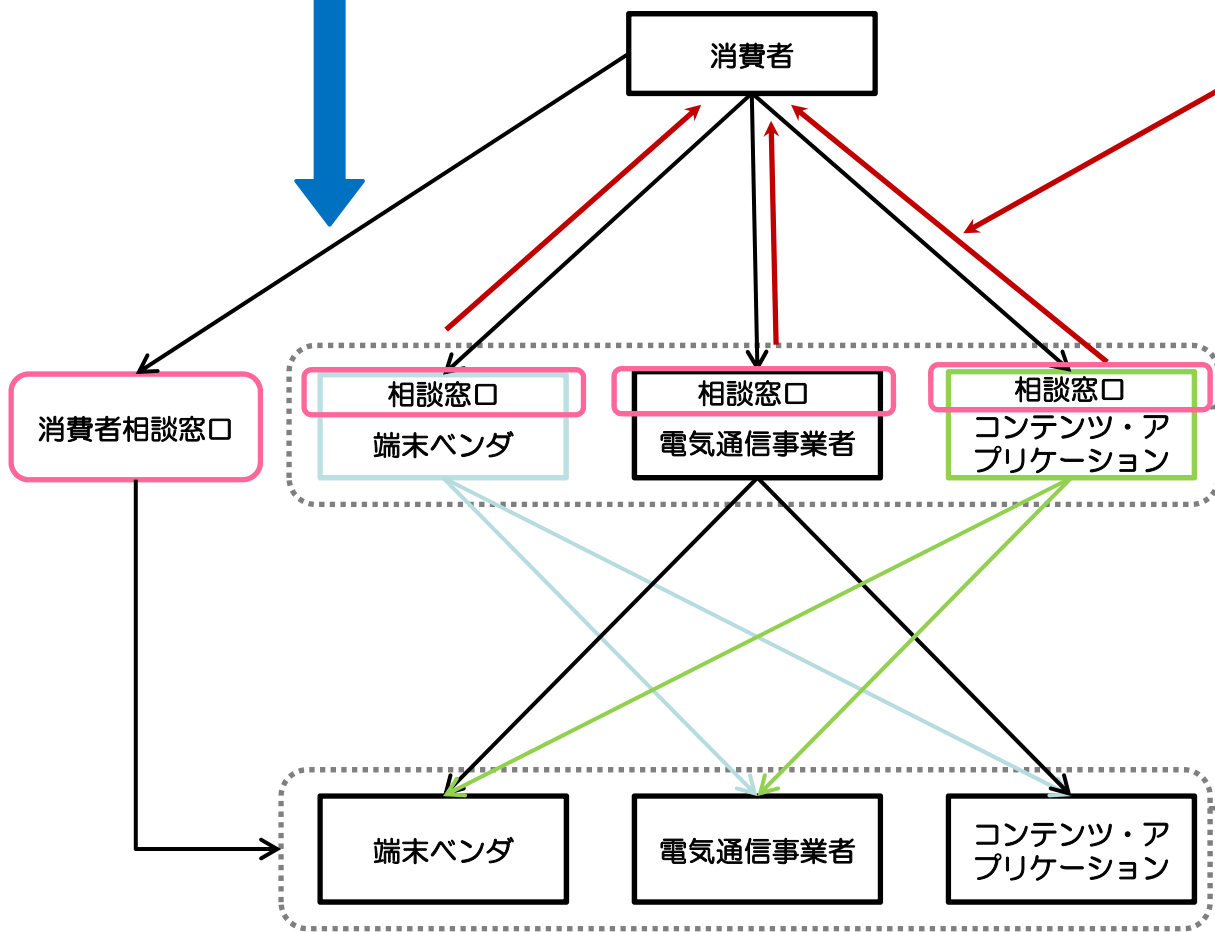 消費者
消費者相談窓口
相談窓口
端末ベンダ
相談窓口
電気通信事業者
相談窓口
コンテンツ・ア
プリケーション
端末ベンダ
電気通信事業者
コンテンツ・ア
プリケーション